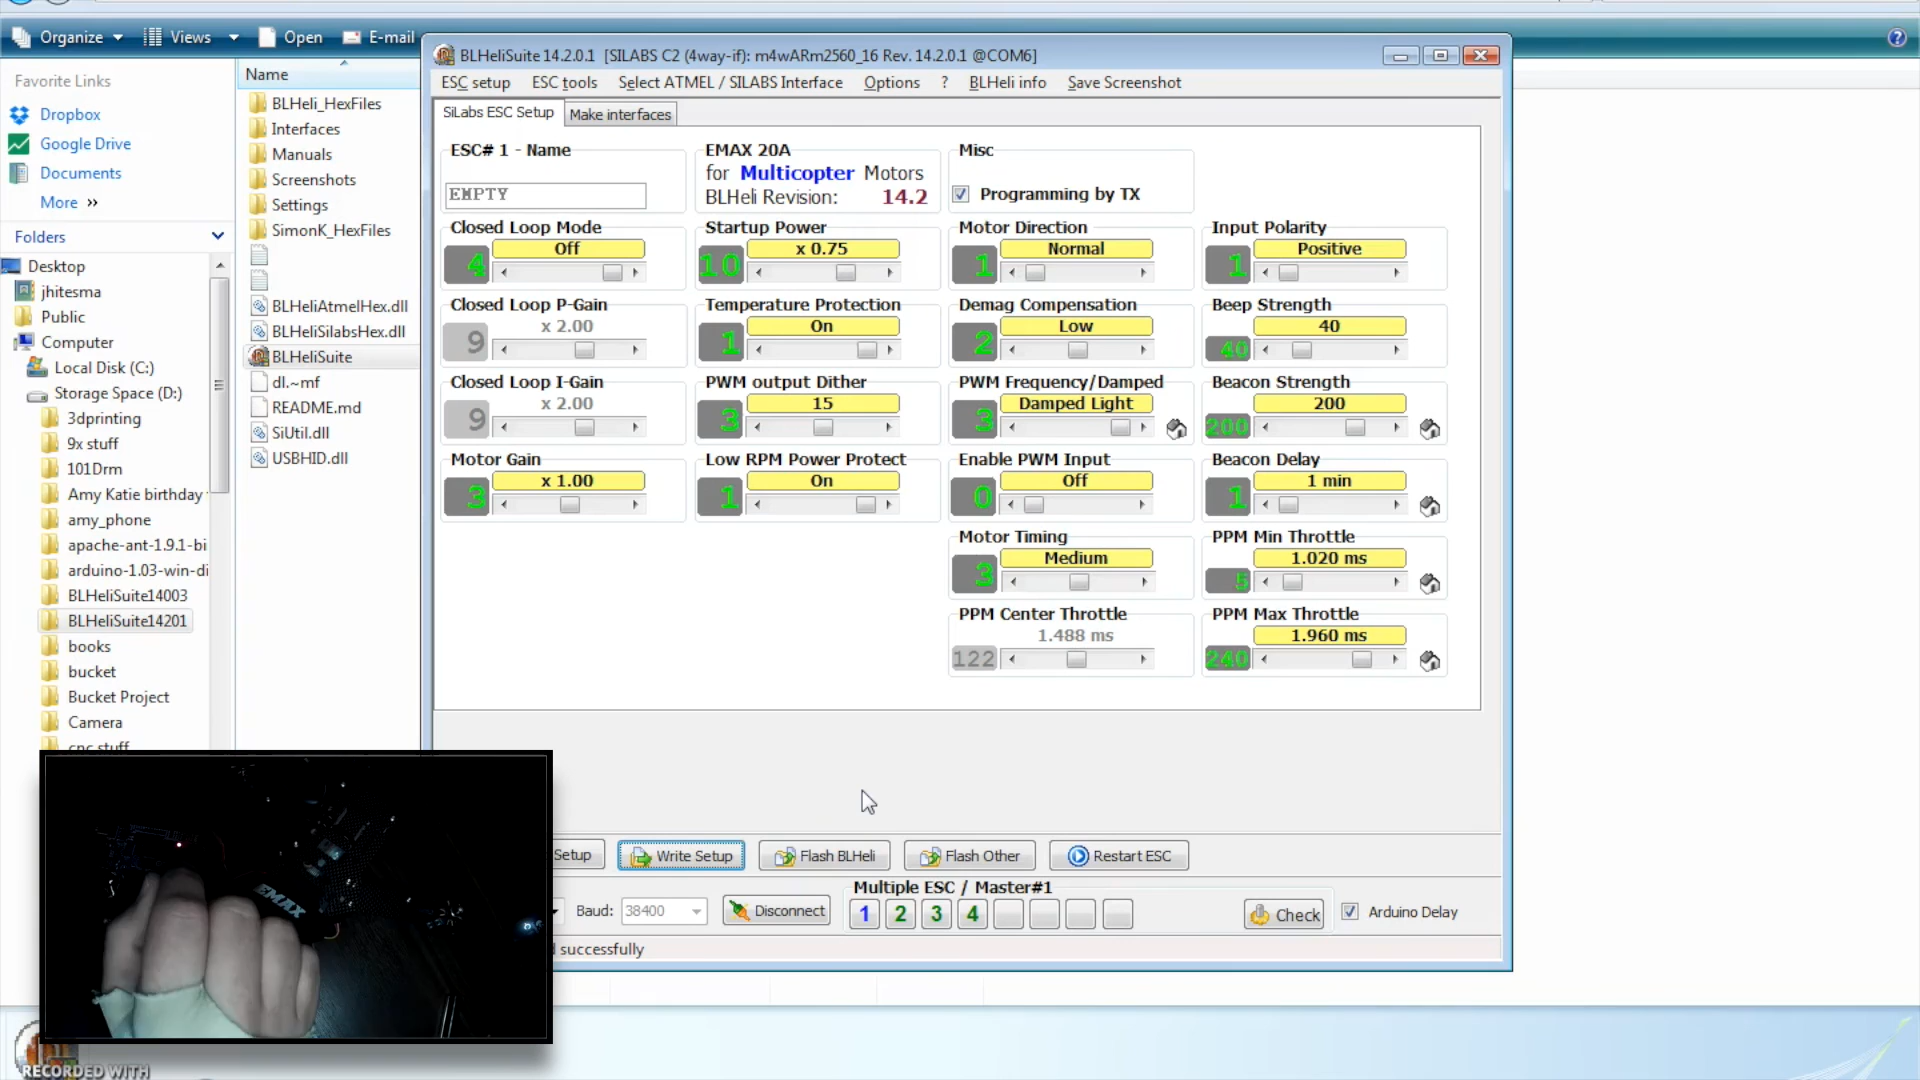 Organize
Views
Open
E-mail
Favorite Links
Dropbox
Google Drive
Documents
More »
Folders
Desktop
jhitesma
Public
Computer
Local Disk (C:)
Storage Space (D:)
3dprinting
9x stuff
101Drm
Amy Katie birthday
amy_phone
apache-ant-1.9.1-bi
arduino-1.03-win-di
BLHeliSuite14003
BLHeliSuite14201
books
bucket
Bucket Project
Camera
cnc stuff
Name
BLHeli_HexFiles
Interfaces
Manuals
Screenshots
Settings
SimonK_HexFiles
BLHeliAtmelHex.dll
BLHeliSilabsHex.dll
BLHeliSuite
dl.~mf
README.md
SiUtil.dll
USBHID.dll
BLHeliSuite 14.2.0.1 [SILABS C2 (4way-if): m4wARm2560_16 Rev. 14.2.0.1 @COM6]
ESC setup ESC tools Select ATMEL / SILABS Interface Options ? BLHeli info Save Screenshot
SiLabs ESC Setup Make interfaces
ESC# 1 - Name
EMPTY
EMAX 20A
for Multicopter Motors
BLHeli Revision: 14.2
Misc
Programming by TX
Closed Loop Mode
Off
4
Startup Power
x 0.75
10
Motor Direction
Normal
1
Input Polarity
Positive
1
Closed Loop P-Gain
x 2.00
9
Temperature Protection
On
1
Demag Compensation
Low
2
Beep Strength
40
40
Closed Loop I-Gain
x 2.00
9
PWM output Dither
15
3
PWM Frequency/Damped
Damped Light
3
Beacon Strength
200
200
Motor Gain
x 1.00
3
Low RPM Power Protect
On
1
Enable PWM Input
Off
0
Beacon Delay
1 min
1
Motor Timing
Medium
3
PPM Min Throttle
1.020 ms
5
PPM Center Throttle
1.488 ms
122
PPM Max Throttle
1.960 ms
240
Setup
Write Setup
Flash BLHeli
Flash Other
Restart ESC
Baud: 38400
Disconnect
Multiple ESC / Master#1
1 2 3 4
Check
Arduino Delay
successfully
EMAX
RECORDED WITH